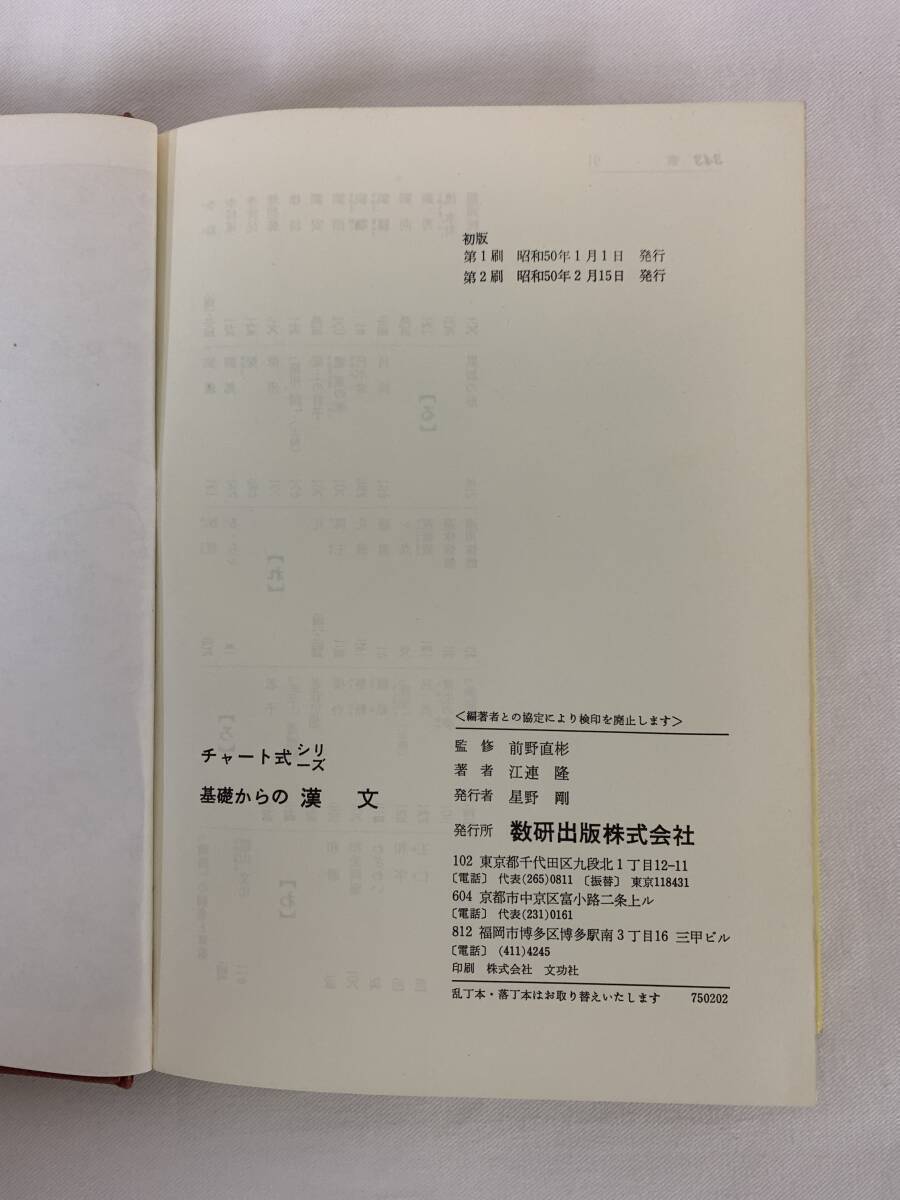 初版
第1刷 昭和50年1月1日 発行
第2刷 昭和50年2月15日 発行
チャート式シリーズ
基礎からの 漢 文
<編著者との協定により検印を廃止します>
監 修 前野直彬
著 者 江連 隆
発行者 星野 剛
発行所 数研出版株式会社
102 東京都千代田区九段北1丁目12-11
〔電話〕 代表(265)0811 〔振替〕 東京118431
604 京都市中京区富小路二条上ル
〔電話〕 代表(231)0161
812 福岡市博多区博多駅南3丁目16 三甲ビル
〔電話〕 (411)4245
印刷 株式会社 文功社
乱丁本・落丁本はお取り替えいたします 750202